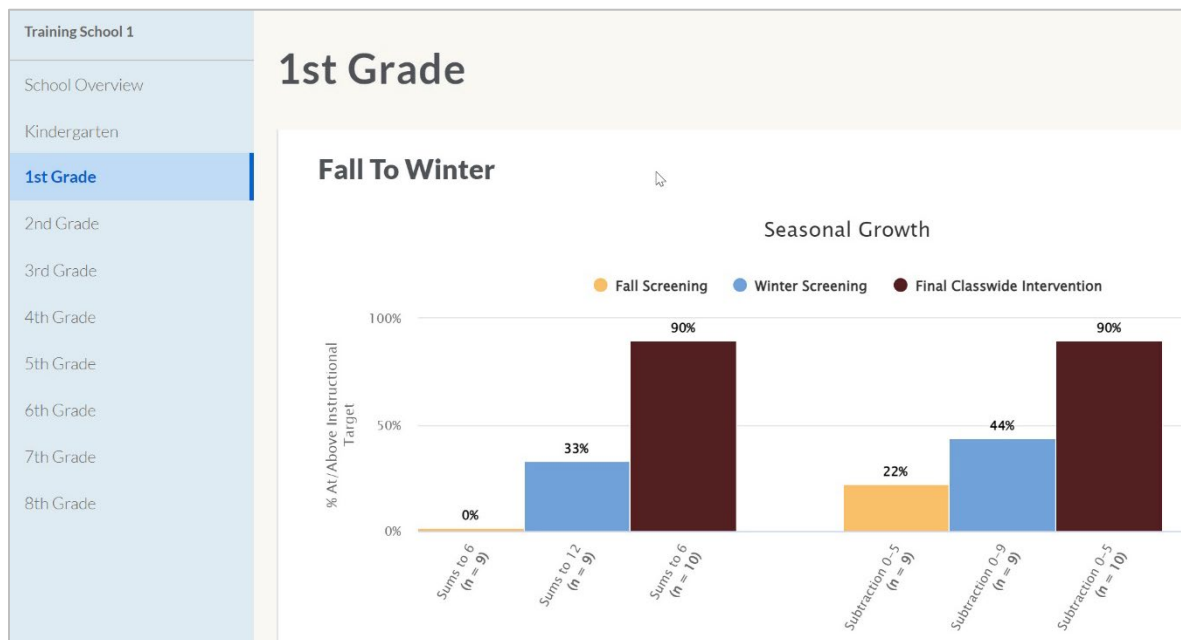 Training School 1
School Overview
Kindergarten
1st Grade
2nd Grade
3rd Grade
4th Grade
5th Grade
6th Grade
7th Grade
8th Grade
1st Grade
Fall To Winter
Seasonal Growth
Fall Screening
Winter Screening
Final Classwide Intervention
% At/Above Instructional
Target
100%
50%
0%
0%
33%
90%
22%
44%
90%
Sums to 6
(n = 9)
Sums to 12
(n = 9)
Sums to 6
(n = 10)
Subtraction 0–5
(n = 9)
Subtraction 0–9
(n = 9)
Subtraction 0–5
(n = 10)